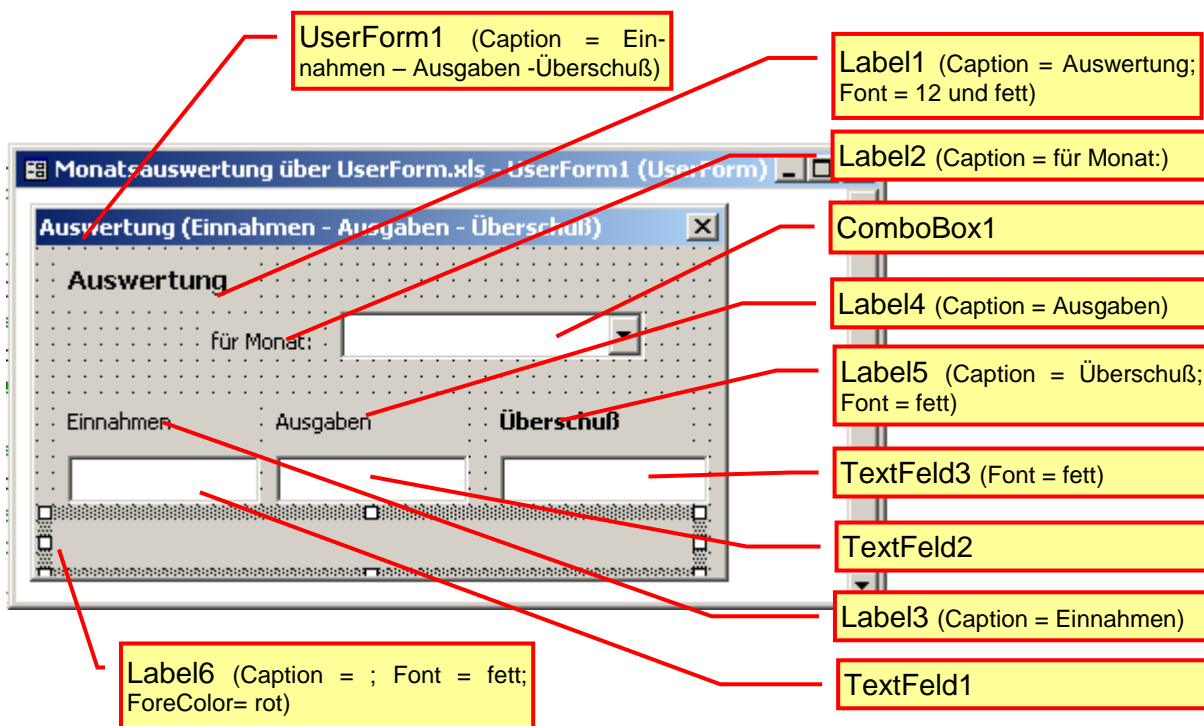 UserForm1 (Caption = Ein-
nahmen – Ausgaben -Überschuß)
Label1 (Caption = Auswertung;
Font = 12 und fett)
Label2 (Caption = für Monat:)
Monatsauswertung über UserForm.xls - UserForm1 (UserForm)
Auswertung (Einnahmen - Ausgaben - Überschuß)
ComboBox1
Auswertung
Label4 (Caption = Ausgaben)
für Monat:
Label5 (Caption = Überschuß;
Font = fett)
Einnahmen Ausgaben Überschuß
TextFeld3 (Font = fett)
TextFeld2
Label3 (Caption = Einnahmen)
Label6 (Caption = ; Font = fett;
ForeColor= rot)
TextFeld1